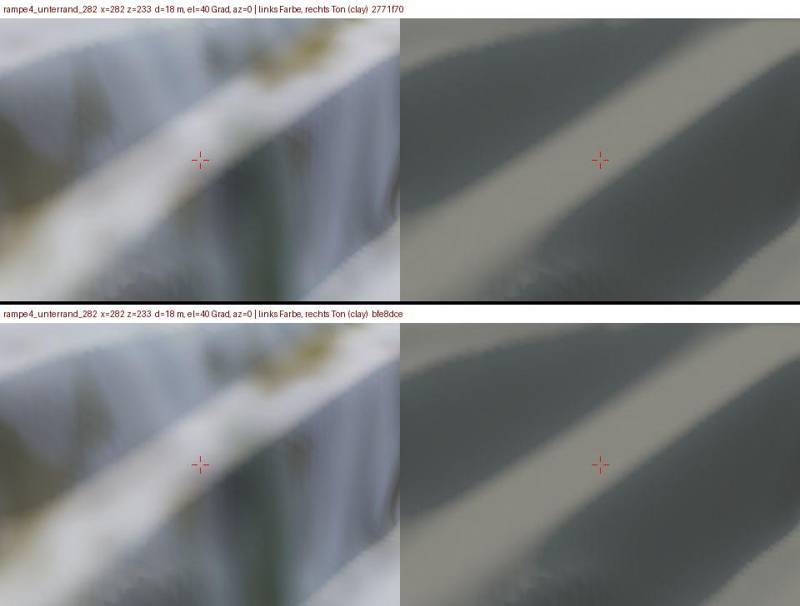 rampe4_unterrand_282 x=282 z=233 d=18 m, el=40 Grad, az=0 | links Farbe, rechts Ton (clay) 2771f70
rampe4_unterrand_282 x=282 z=233 d=18 m, el=40 Grad, az=0 | links Farbe, rechts Ton (clay) bfe8dce